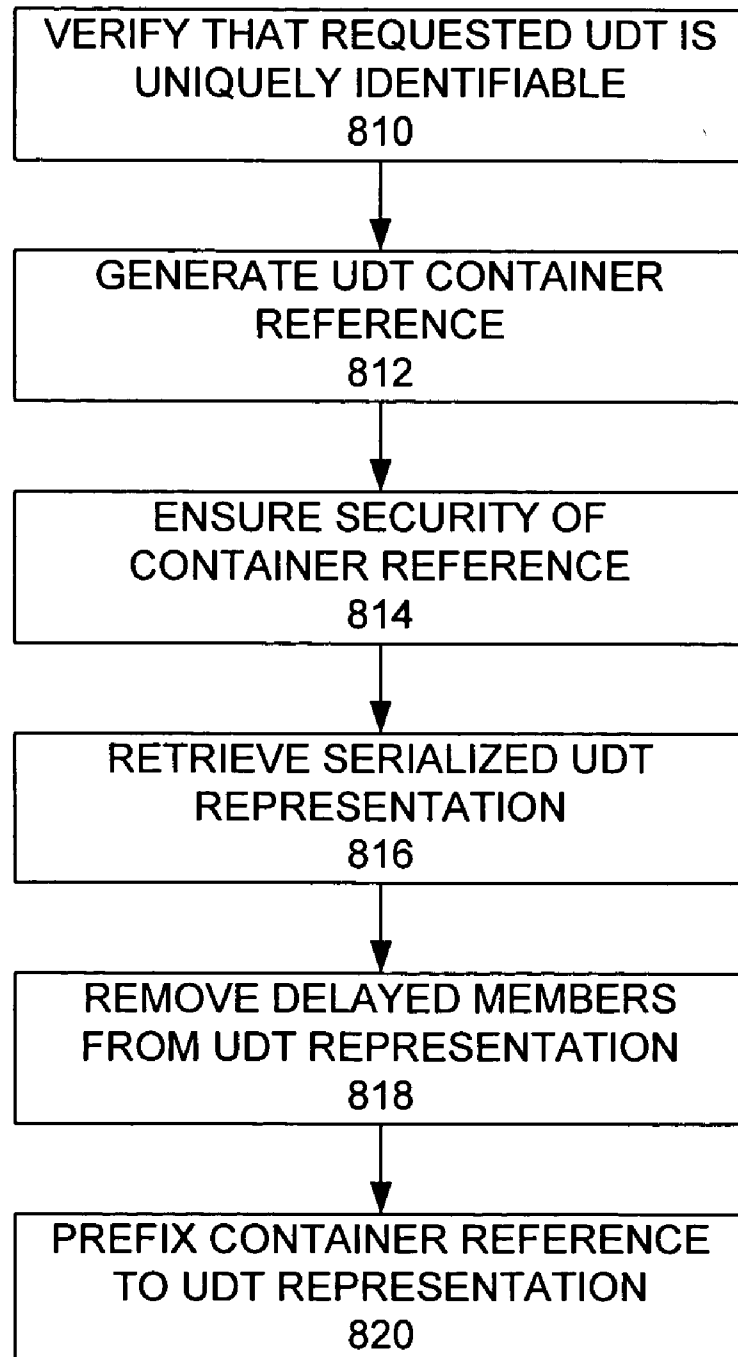 VERIFY THAT REQUESTED UDT IS
UNIQUELY IDENTIFIABLE
810
GENERATE UDT CONTAINER
REFERENCE
812
ENSURE SECURITY OF
CONTAINER REFERENCE
814
RETRIEVE SERIALIZED UDT
REPRESENTATION
816
REMOVE DELAYED MEMBERS
FROM UDT REPRESENTATION
818
PREFIX CONTAINER REFERENCE
TO UDT REPRESENTATION
820